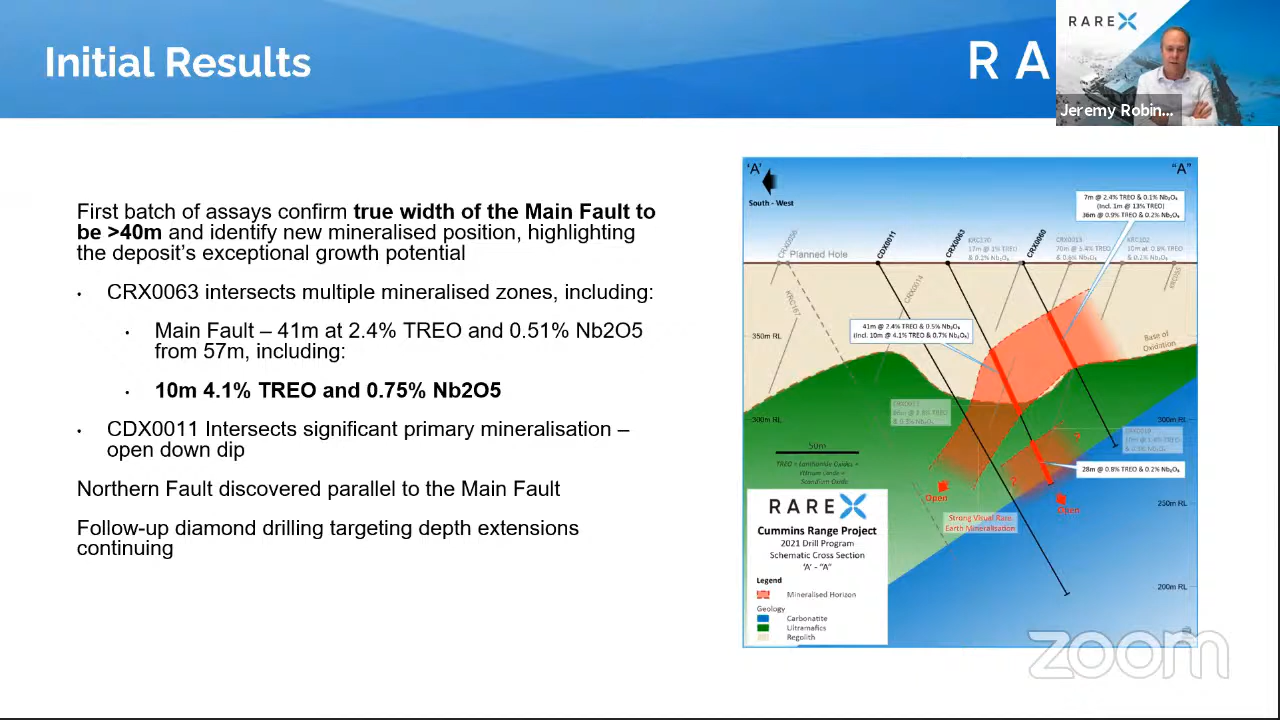 Initial Results
R A
RARE X
Jeremy Robin...
First batch of assays confirm true width of the Main Fault to
be >40m and identify new mineralised position, highlighting
the deposit's exceptional growth potential
• CRX0063 intersects multiple mineralised zones, including:
• Main Fault – 41m at 2.4% TREO and 0.51% Nb2O5
from 57m, including:
• 10m 4.1% TREO and 0.75% Nb2O5
• CDX0011 Intersects significant primary mineralisation –
open down dip
Northern Fault discovered parallel to the Main Fault
Follow-up diamond drilling targeting depth extensions
continuing
'A'
"A"
South - West
7m @ 2.4% TREO & 0.1% Nb₂O₅
(Incl. 1m @ 13% TREO)
36m @ 0.9% TREO & 0.2% Nb₂O₅
Planned Hole
CDX0011
CRX0063
CRX0060
KRC167
41m @ 2.4% TREO & 0.5% Nb₂O₅
(Incl. 10m @ 4.1% TREO & 0.7% Nb₂O₅)
350m RL
Base of
Oxidation
300m RL
300m RL
50m
TREO = Lanthanide Oxides +
Yttrium Oxide +
Scandium Oxide
?
?
28m @ 0.8% TREO & 0.2% Nb₂O₅
Open
Open
250m RL
Strong Visual Rare
Earth Mineralisation
200m RL
RARE X
Cummins Range Project
2021 Drill Program
Schematic Cross Section
'A' - "A"
Legend
Mineralised Horizon
Geology
Carbonatite
Ultramafics
Regolith
zoom